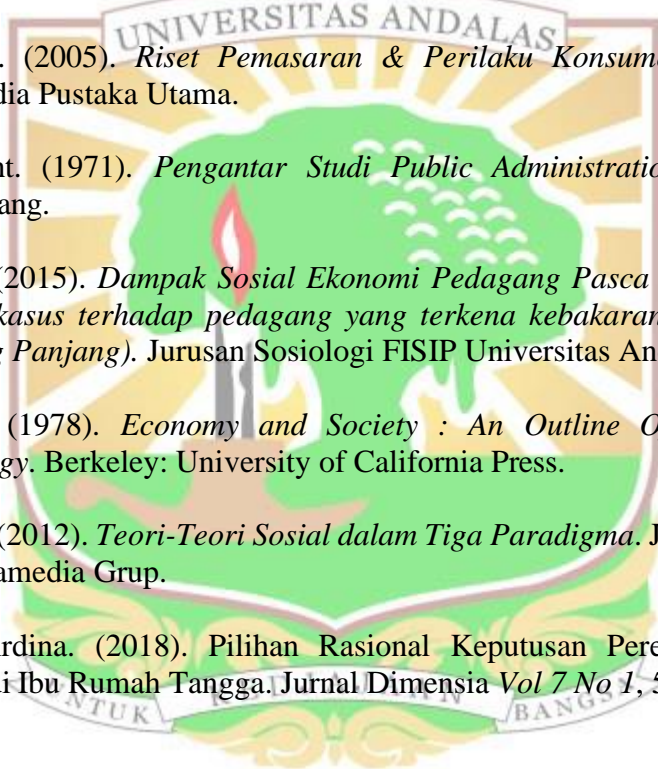 UNIVERSITAS ANDALAS
. (2005). Riset Pemasaran & Perilaku Konsum
dia Pustaka Utama.
nt. (1971). Pengantar Studi Public Administratio
ang.
(2015). Dampak Sosial Ekonomi Pedagang Pasca
kasus terhadap pedagang yang terkena kebakaran
g Panjang). Jurusan Sosiologi FISIP Universitas An
(1978). Economy and Society : An Outline O
gy. Berkeley: University of California Press.
(2012). Teori-Teori Sosial dalam Tiga Paradigma. J
amedia Grup.
rdina. (2018). Pilihan Rasional Keputusan Pere
di Ibu Rumah Tangga. Jurnal Dimensia Vol 7 No 1, 5
UNTUK BANGS